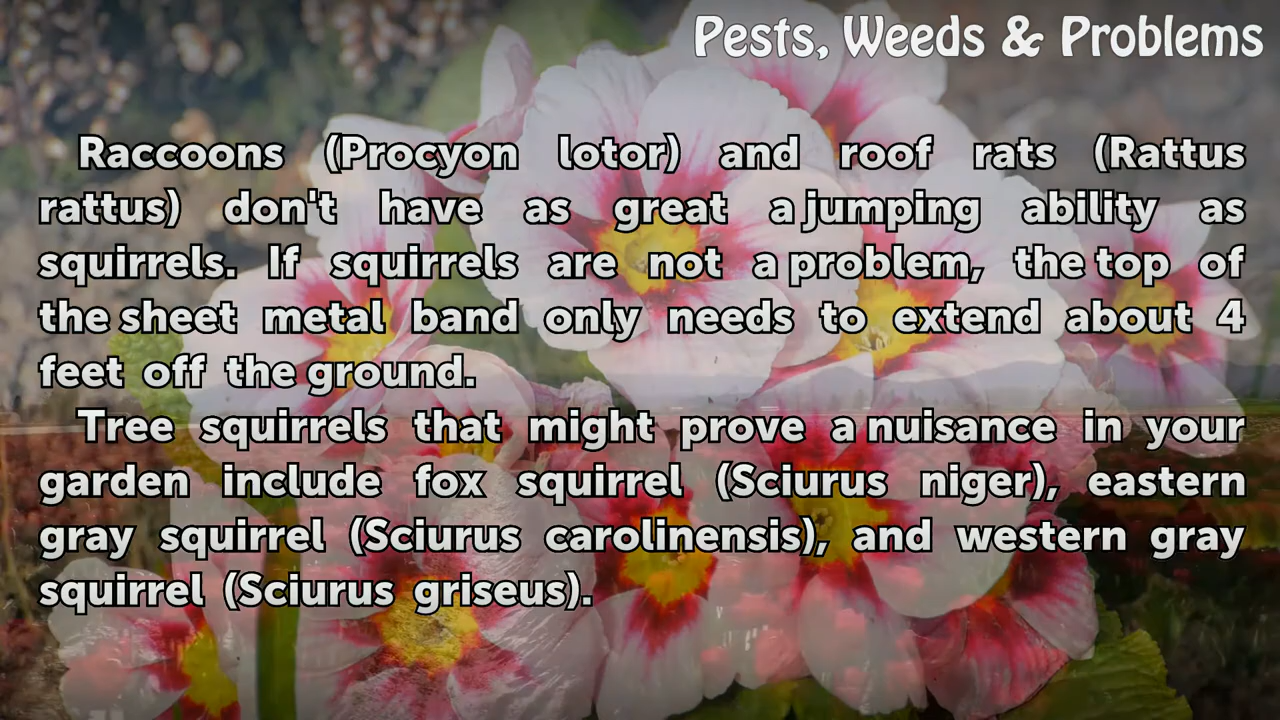 Pests, Weeds & Problems
Raccoons (Procyon lotor) and roof rats (Rattus
rattus) don't have as great a jumping ability as
squirrels. If squirrels are not a problem, the top of
the sheet metal band only needs to extend about 4
feet off the ground.
Tree squirrels that might prove a nuisance in your
garden include fox squirrel (Sciurus niger), eastern
gray squirrel (Sciurus carolinensis), and western gray
squirrel (Sciurus griseus).